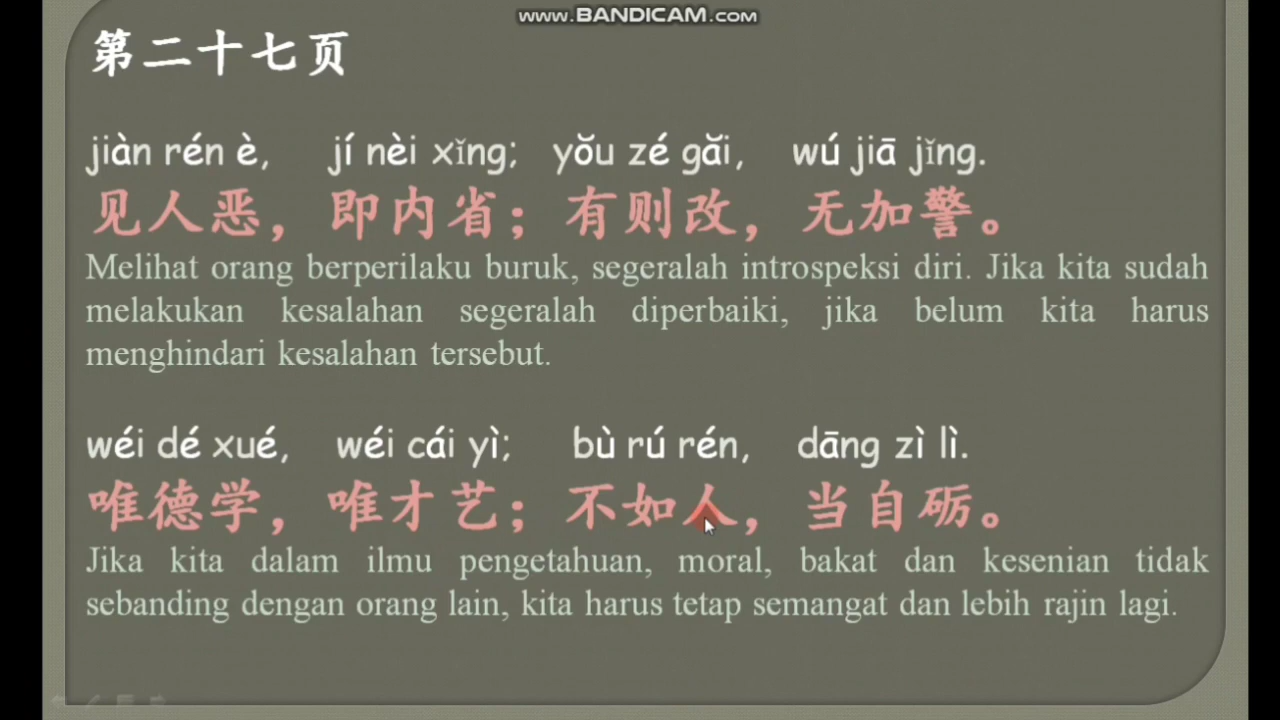 www.BANDICAM.com
第二十七页
jiàn rén è, jí nèi xǐng; yǒu zé gǎi, wú jiā jǐng.
见人恶，即内省；有则改，无加警。
Melihat orang berperilaku buruk, segeralah introspeksi diri. Jika kita sudah
melakukan kesalahan segeralah diperbaiki, jika belum kita harus
menghindari kesalahan tersebut.
wéi dé xué, wéi cái yì; bù rú rén, dāng zì lì.
唯德学，唯才艺；不如人，当自砺。
Jika kita dalam ilmu pengetahuan, moral, bakat dan kesenian tidak
sebanding dengan orang lain, kita harus tetap semangat dan lebih rajin lagi.